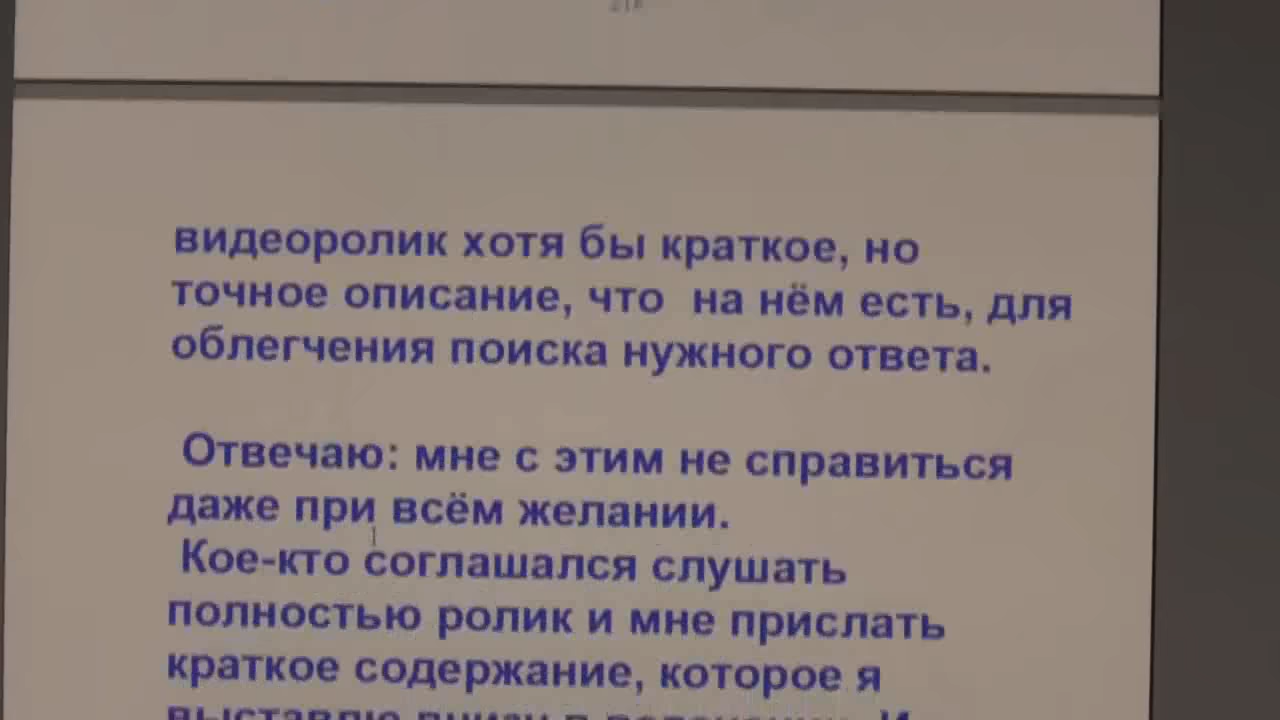 видеоролик хотя бы краткое, но
точное описание, что на нём есть, для
облегчения поиска нужного ответа.
Отвечаю: мне с этим не справиться
даже при всём желании.
Кое-кто соглашался слушать
полностью ролик и мне прислать
краткое содержание, которое я